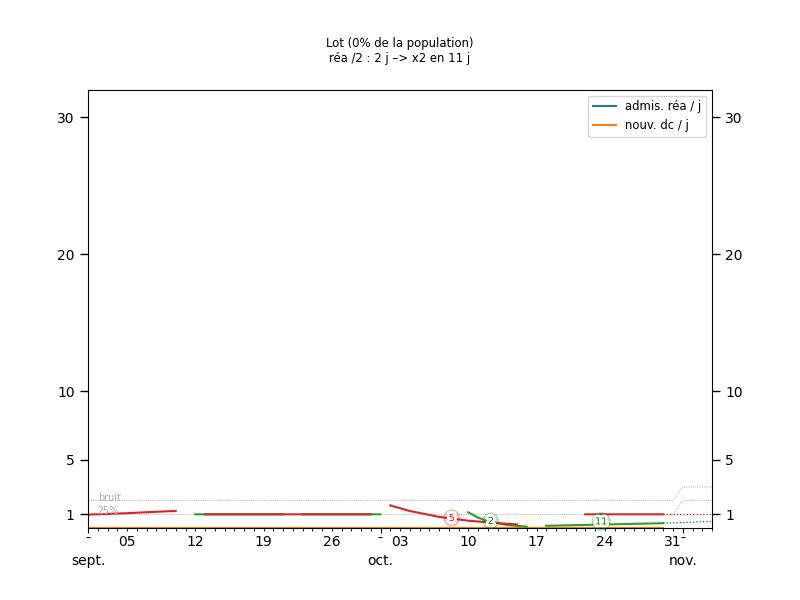 Lot (0% de la population)
réa /2 : 2 j –> x2 en 11 j
admis. réa / j
nouv. dc / j
30 30
20 20
10 10
5 5
bruit
25%
1 5 2 11 1
- 05 12 19 26 - 03 10 17 24 31 -
sept. oct. nov.